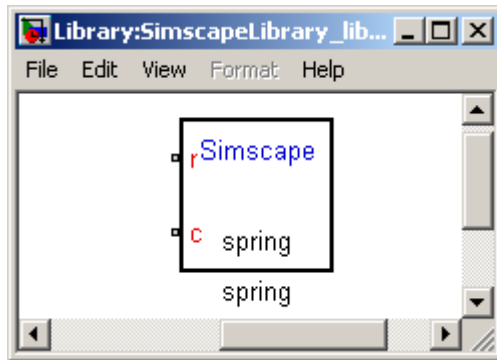 Library:SimscapeLibrary_lib...
File Edit View Format Help
r Simscape
c spring
spring